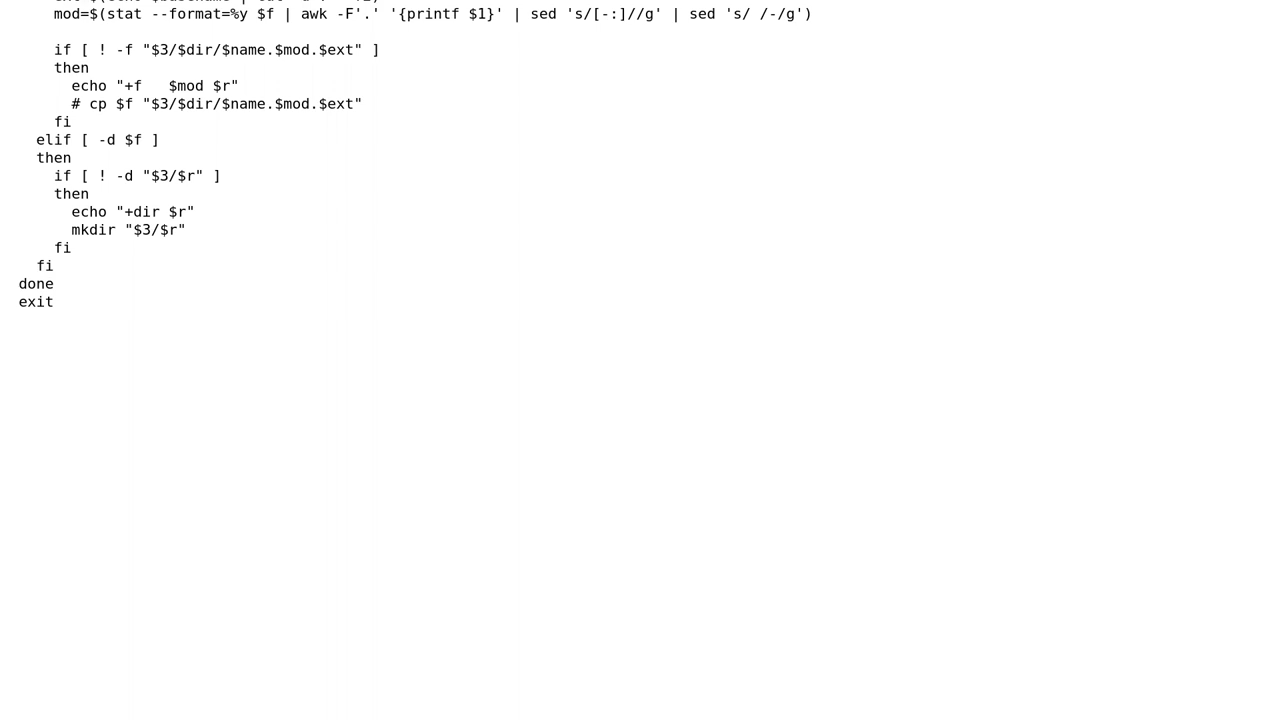 mod=$(stat --format=%y $f | awk -F'.' '{printf $1}' | sed 's/[-:]//g' | sed 's/ /-/g')
if [ ! -f "$3/$dir/$name.$mod.$ext" ]
then
echo "+f   $mod $r"
# cp $f "$3/$dir/$name.$mod.$ext"
fi
elif [ -d $f ]
then
if [ ! -d "$3/$r" ]
then
echo "+dir $r"
mkdir "$3/$r"
fi
fi
done
exit